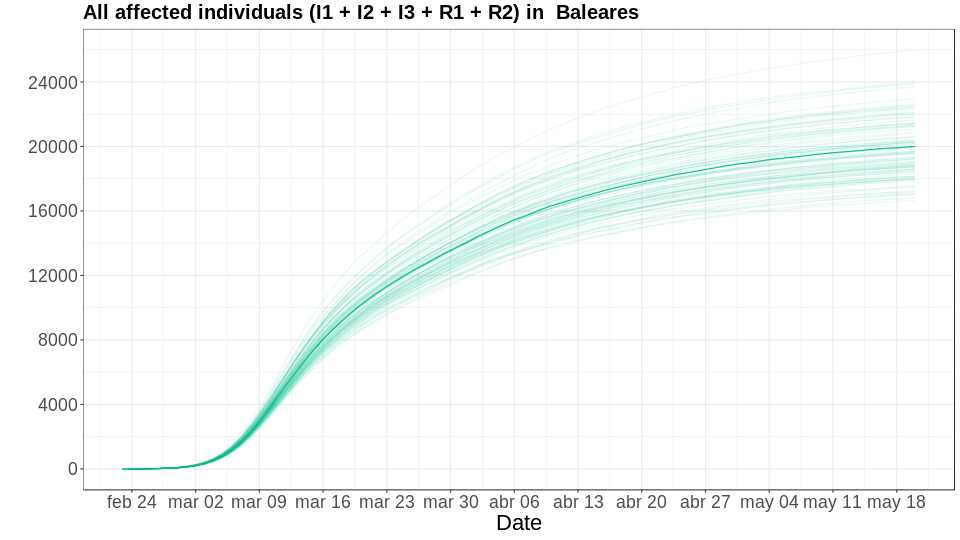 All affected individuals (I1 + I2 + I3 + R1 + R2) in  Baleares
24000
20000
16000
12000
8000
4000
0
feb 24 mar 02 mar 09 mar 16 mar 23 mar 30 abr 06 abr 13 abr 20 abr 27 may 04 may 11 may 18
Date